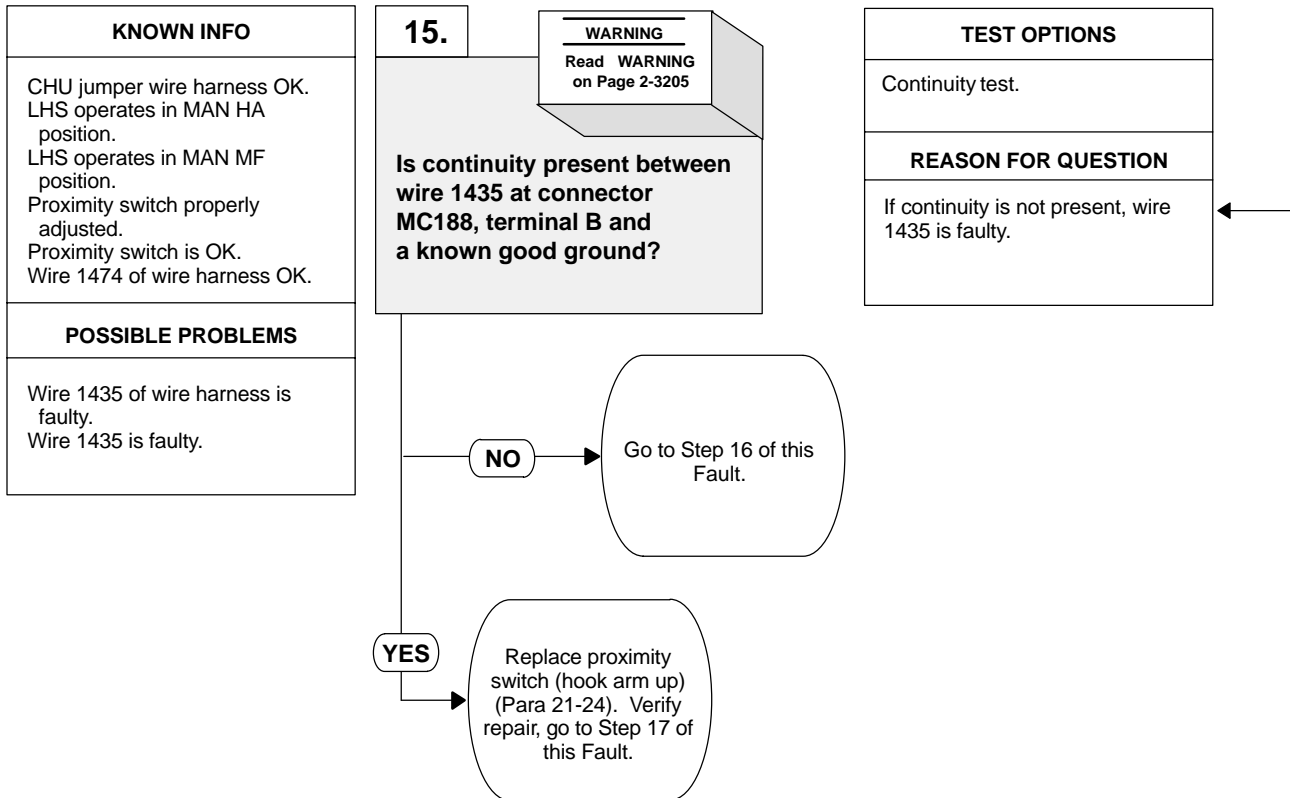 KNOWN INFO
CHU jumper wire harness OK.
LHS operates in MAN HA
position.
LHS operates in MAN MF
position.
Proximity switch properly
adjusted.
Proximity switch is OK.
Wire 1474 of wire harness OK.
POSSIBLE PROBLEMS
Wire 1435 of wire harness is
faulty.
Wire 1435 is faulty.
15.
WARNING
Read WARNING
on Page 2-3205
Is continuity present between
wire 1435 at connector
MC188, terminal B and
a known good ground?
TEST OPTIONS
Continuity test.
REASON FOR QUESTION
If continuity is not present, wire
1435 is faulty.
NO
Go to Step 16 of this
Fault.
YES
Replace proximity
switch (hook arm up)
(Para 21-24). Verify
repair, go to Step 17 of
this Fault.